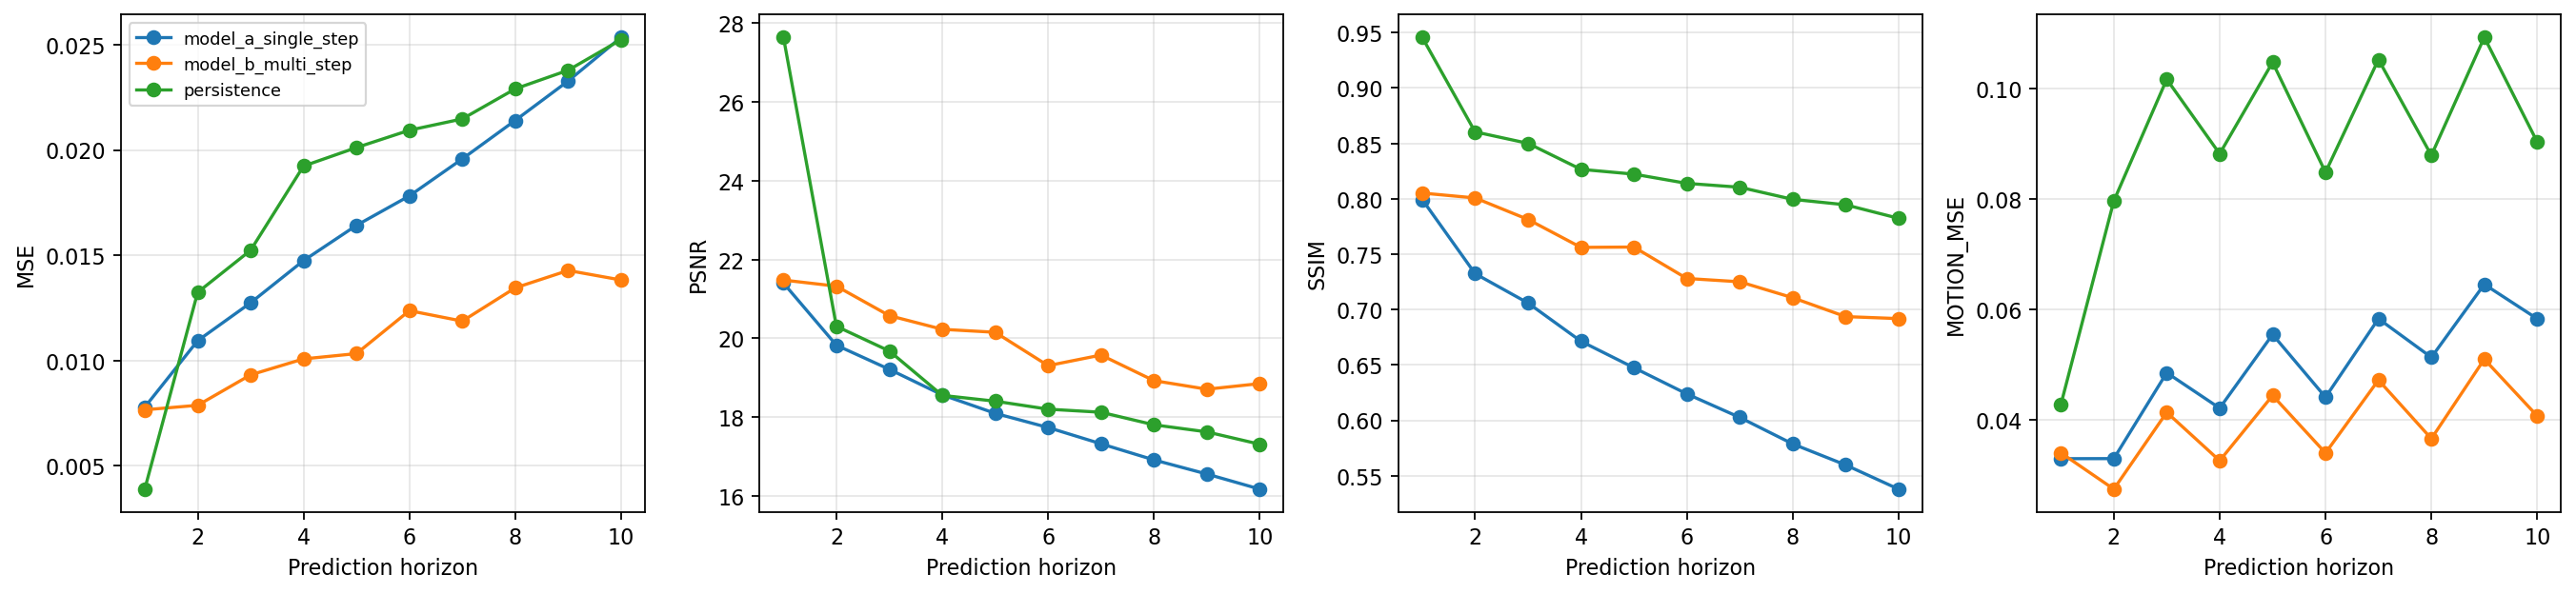 MSE
0.025
0.020
0.015
0.010
0.005
model_a_single_step
model_b_multi_step
persistence
2 4 6 8 10
Prediction horizon
PSNR
28
26
24
22
20
18
16
2 4 6 8 10
Prediction horizon
SSIM
0.95
0.90
0.85
0.80
0.75
0.70
0.65
0.60
0.55
2 4 6 8 10
Prediction horizon
MOTION_MSE
0.10
0.08
0.06
0.04
2 4 6 8 10
Prediction horizon